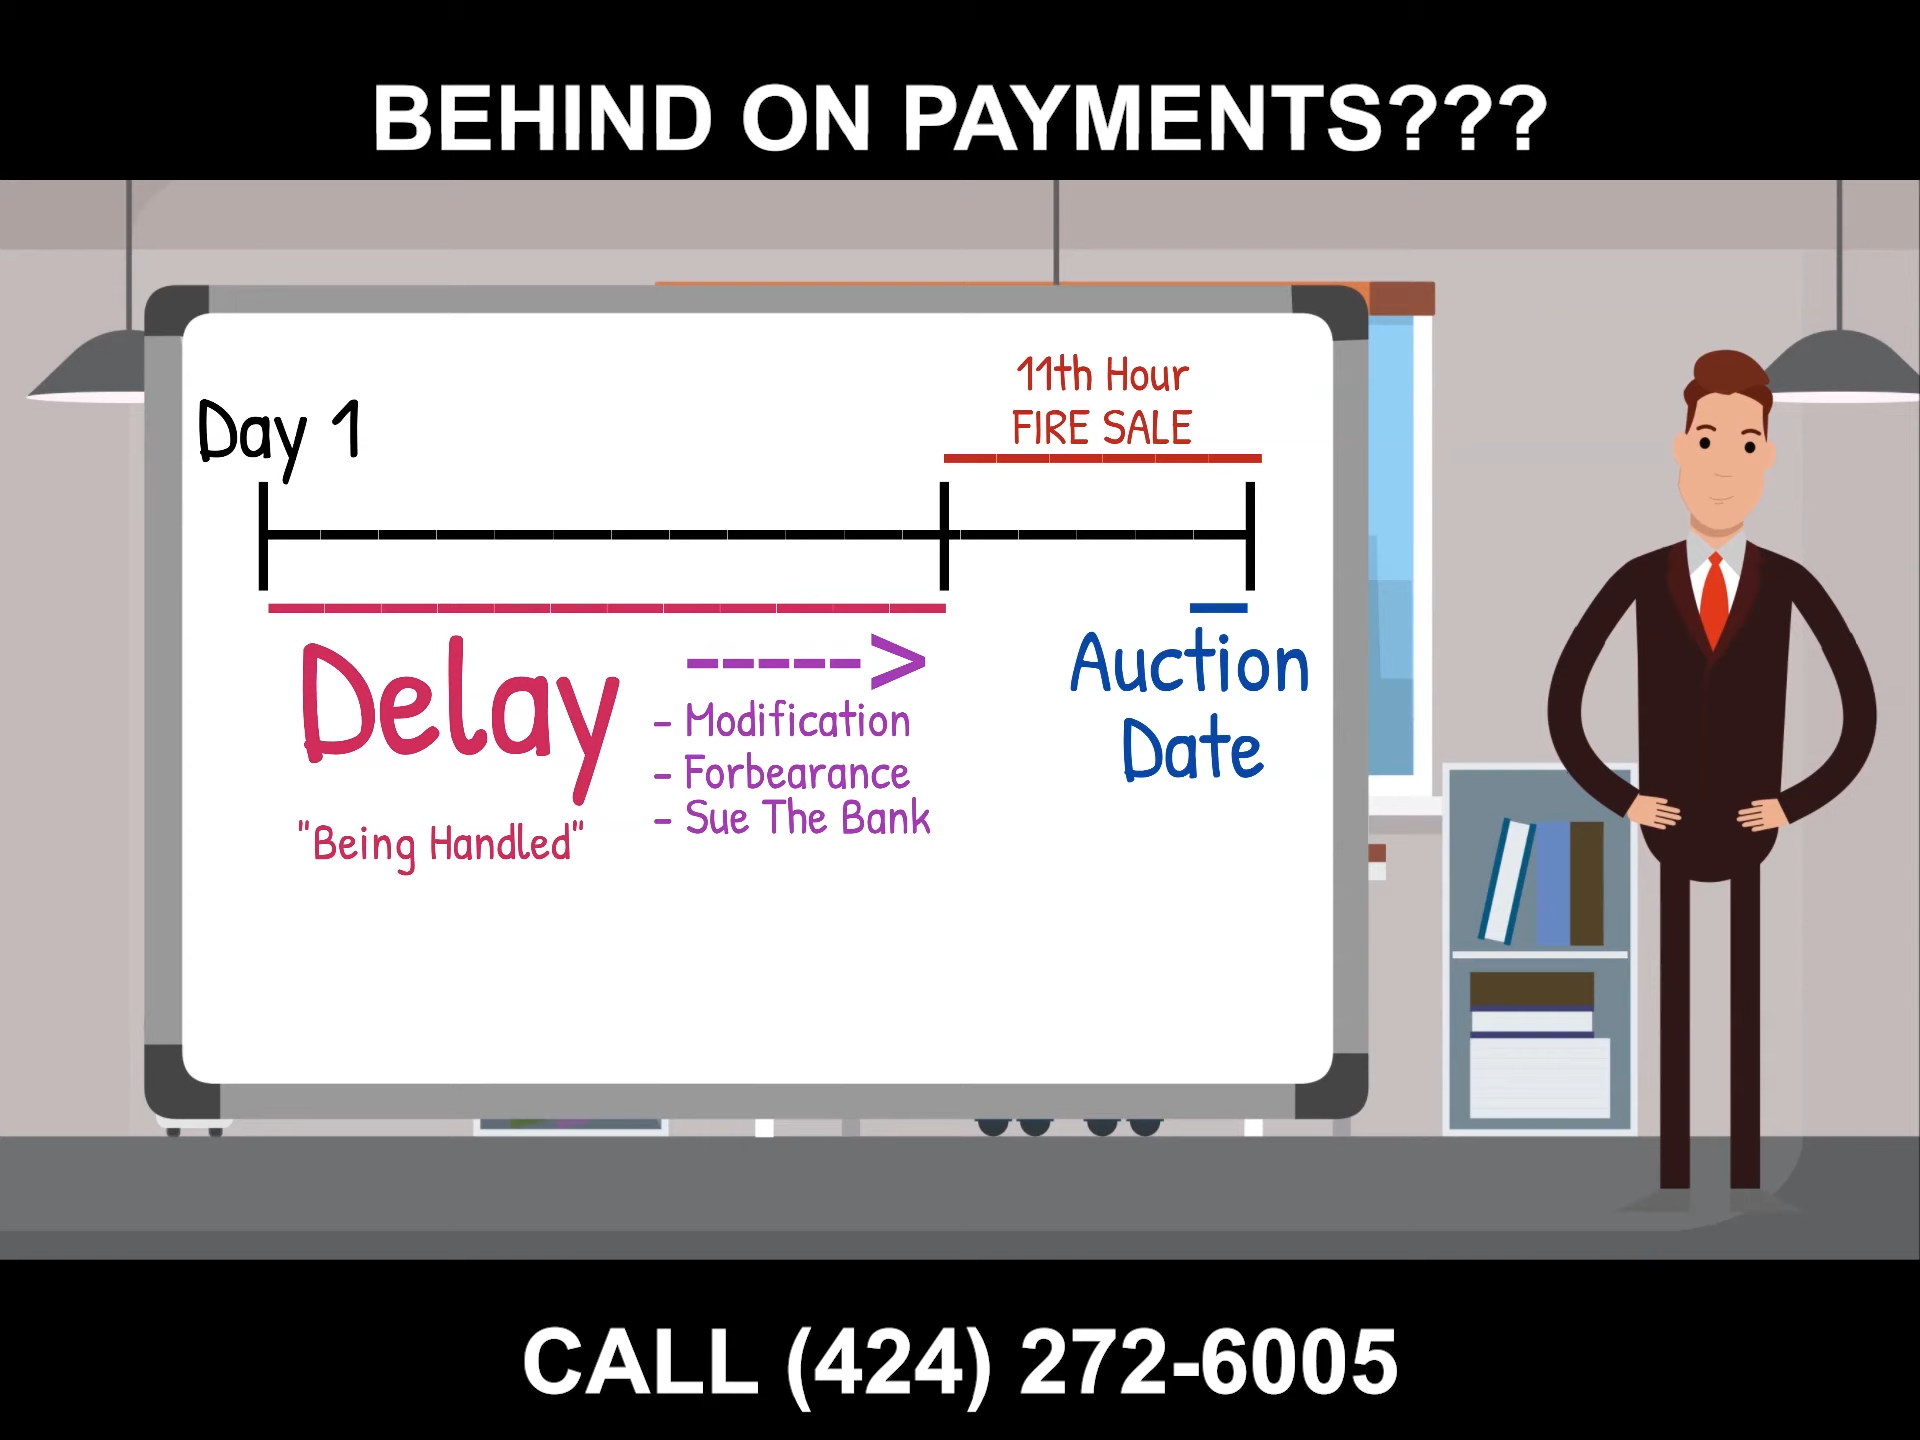 BEHIND ON PAYMENTS???
11th Hour
FIRE SALE
Day 1
Delay
----->
- Modification
- Forbearance
- Sue The Bank
"Being Handled"
Auction
Date
CALL (424) 272-6005